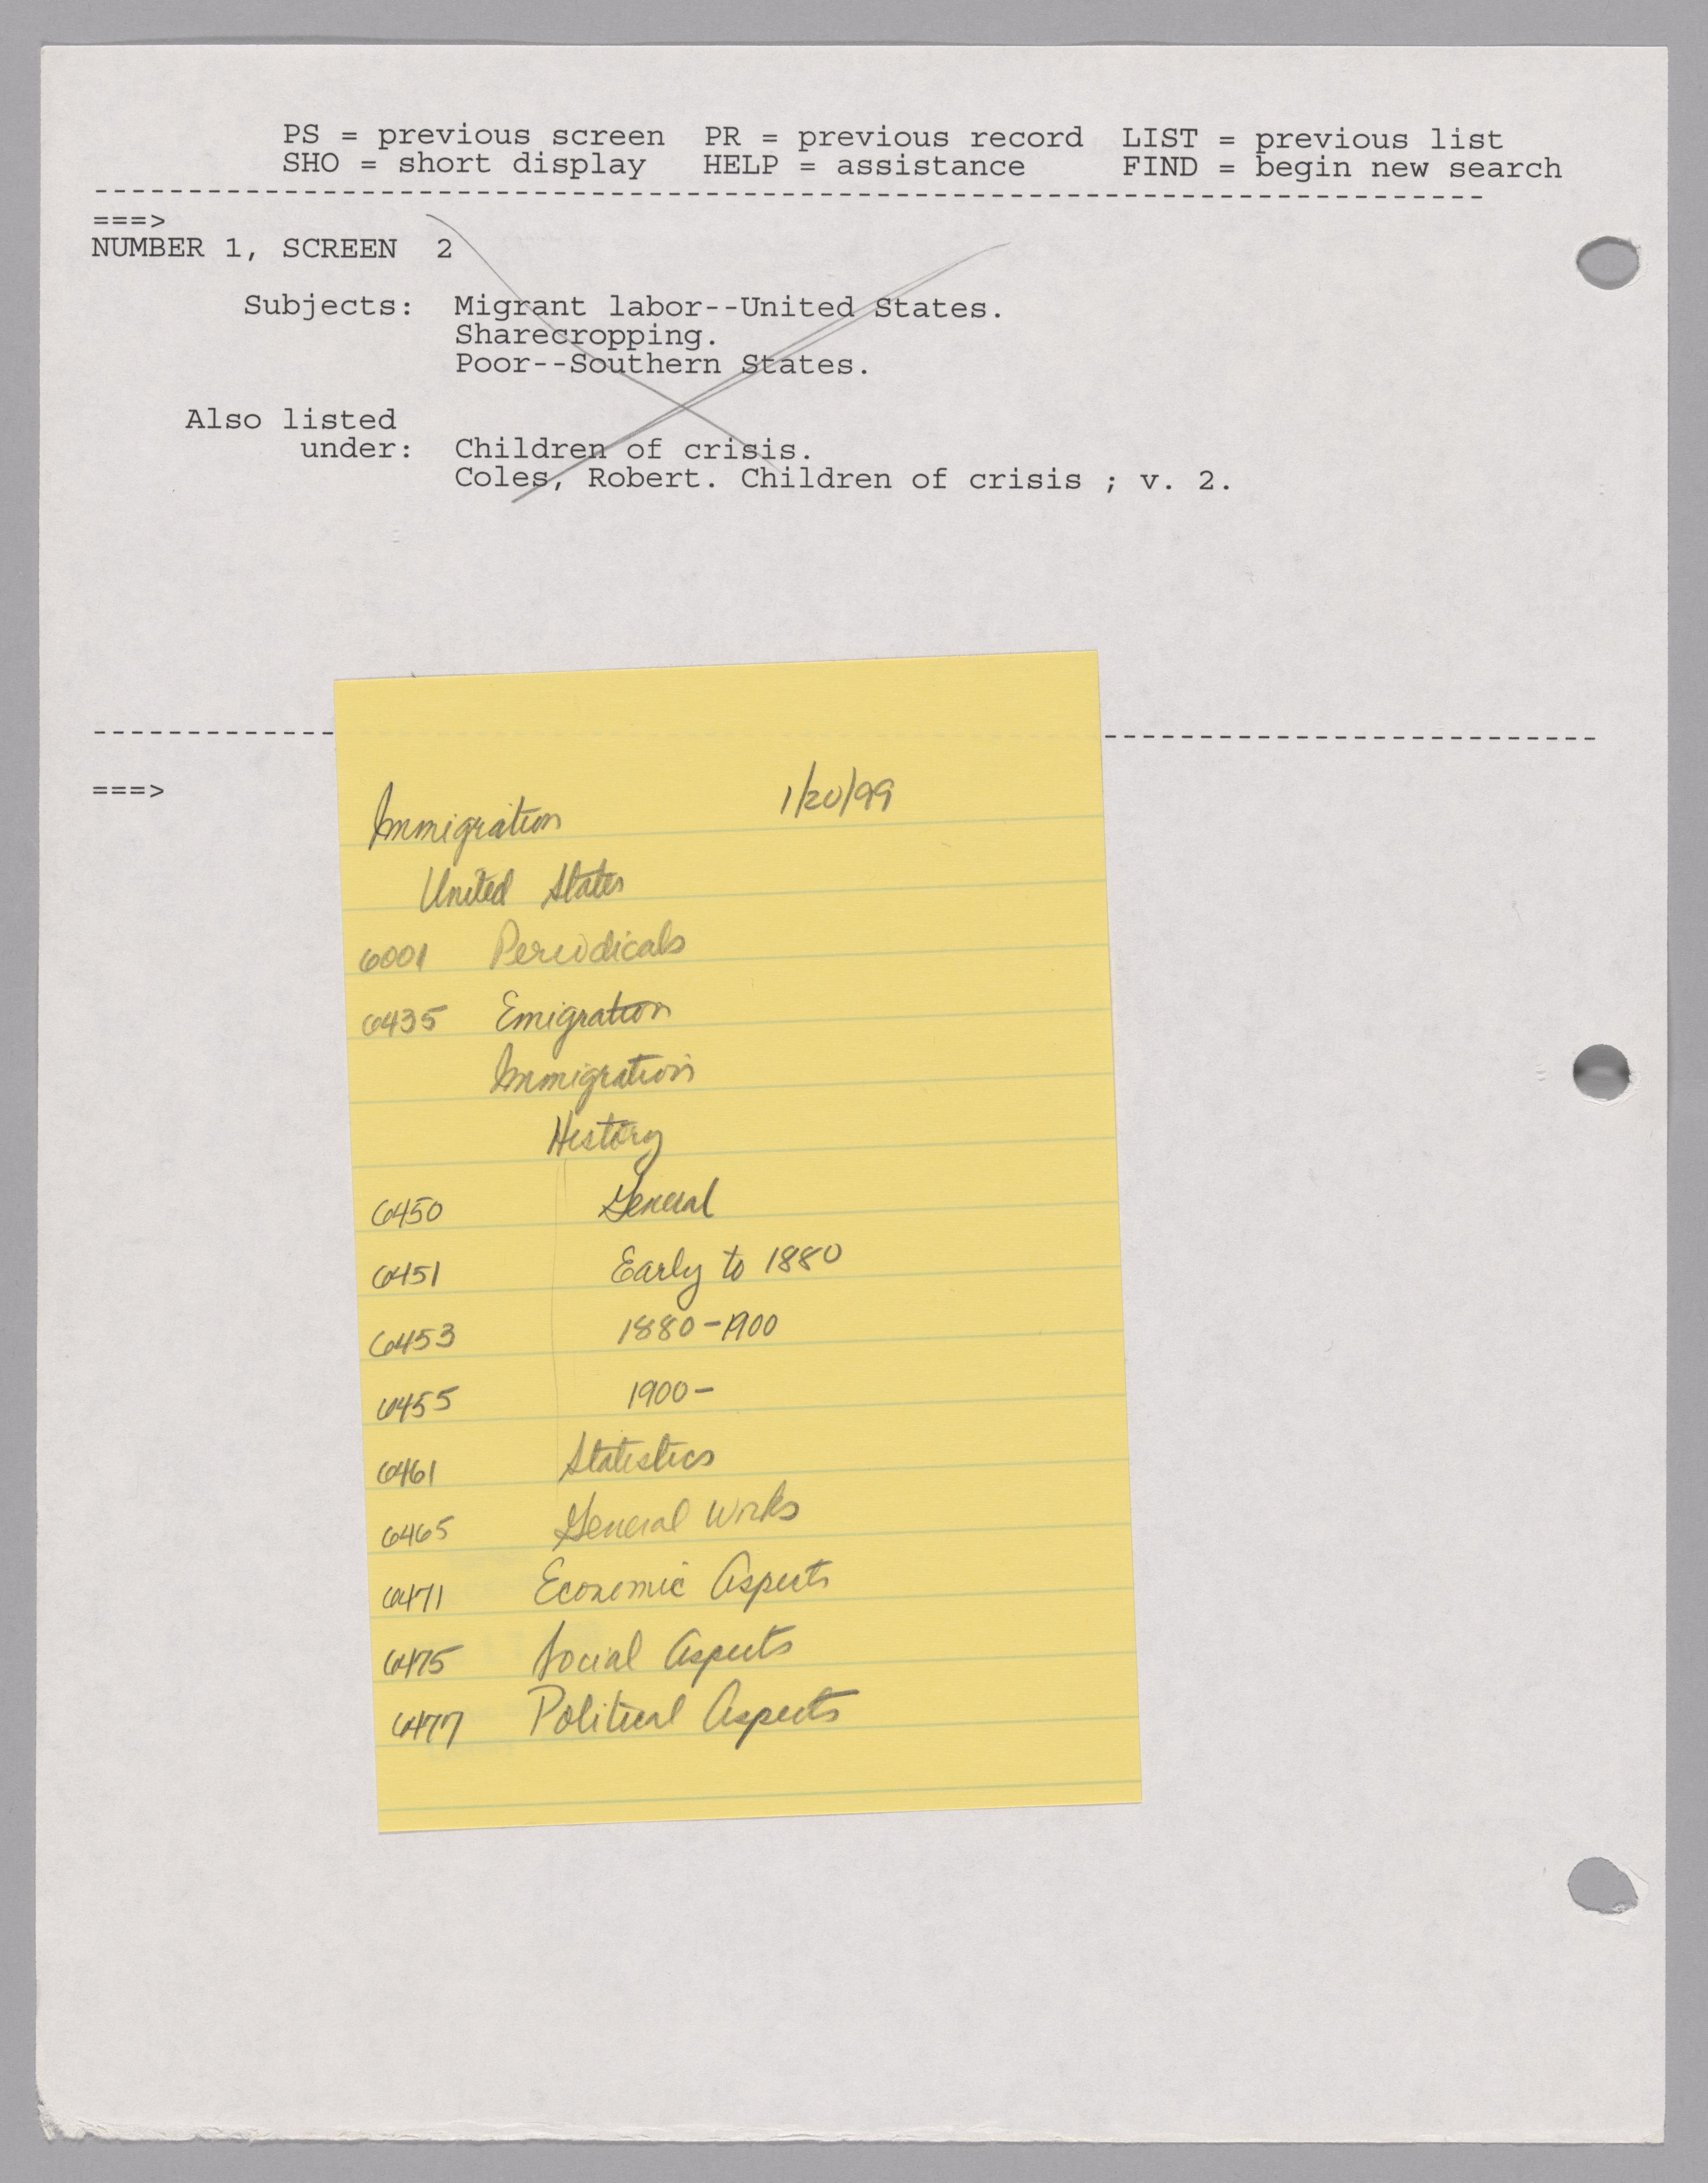 PS = previous screen PR = previous record LIST = previous list
SHO = short display HELP = assistance FIND = begin new search
--------------------------------------------------------------------------
===>
NUMBER 1, SCREEN 2
Subjects: Migrant labor--United States.
Sharecropping.
Poor--Southern States.
Also listed
under: Children of crisis.
Coles, Robert. Children of crisis ; v. 2.
--------------------------------------------------------------------------
===>
Immigration 1/20/99
United States
6001 Periodicals
6435 Emigration
Immigration
History
6450 General
6451 Early to 1880
6453 1880-1900
6455 1900-
6461 Statistics
6465 General Works
6471 Economic Aspects
6475 Social Aspects
6477 Political Aspects